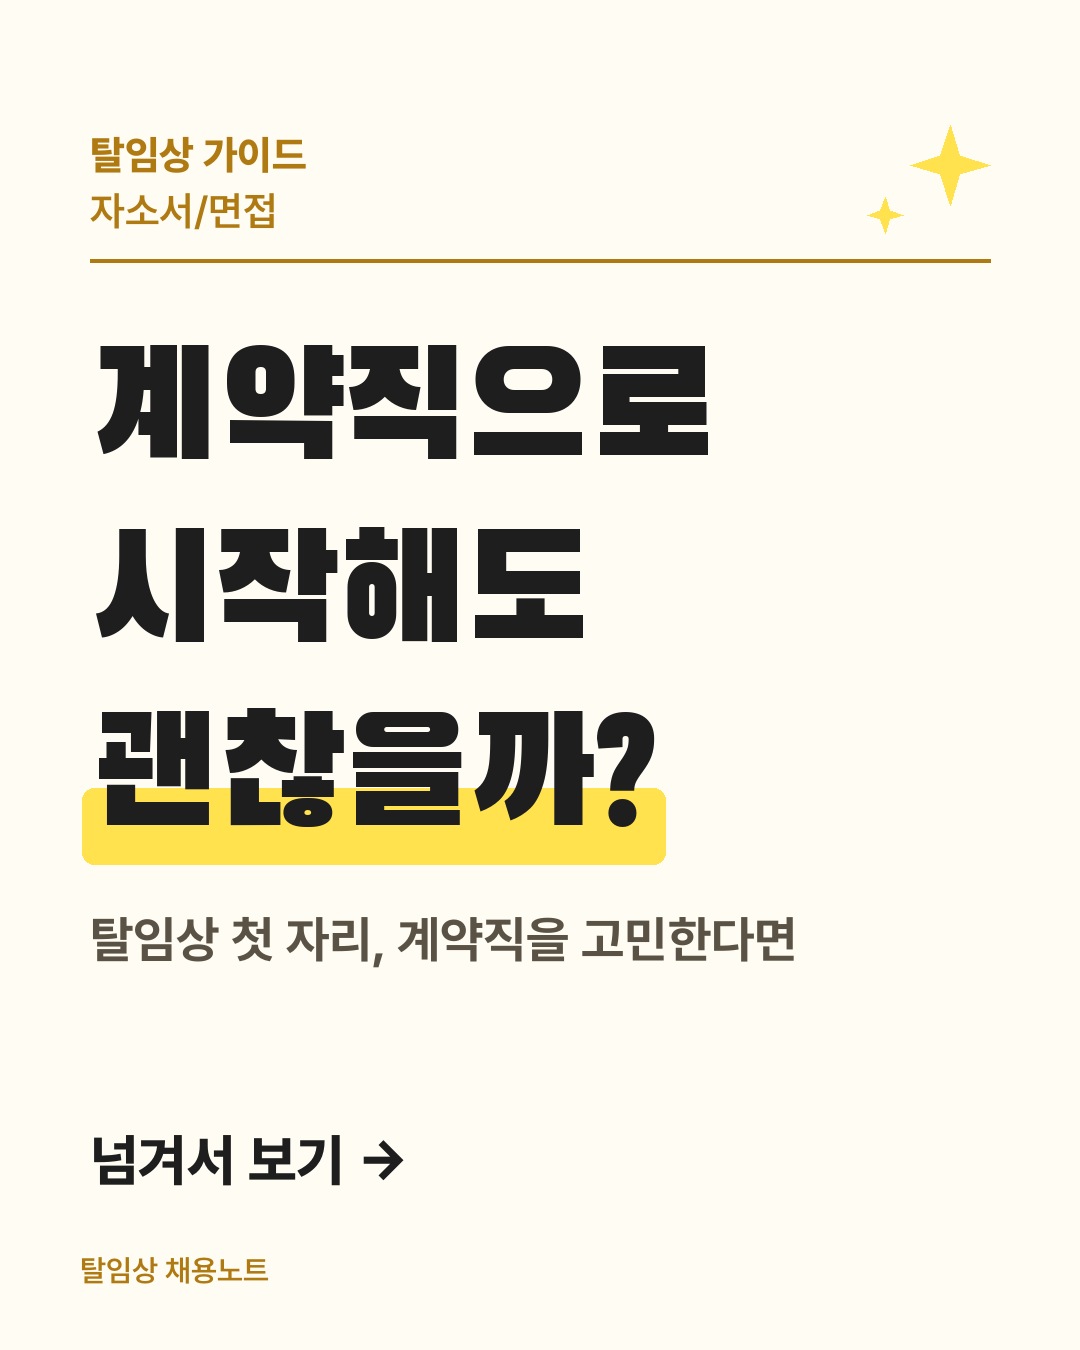 탈임상 가이드
자소서/면접
계약직으로
시작해도
괜찮을까?
탈임상 첫 자리, 계약직을 고민한다면
넘겨서 보기 →
탈임상 채용노트